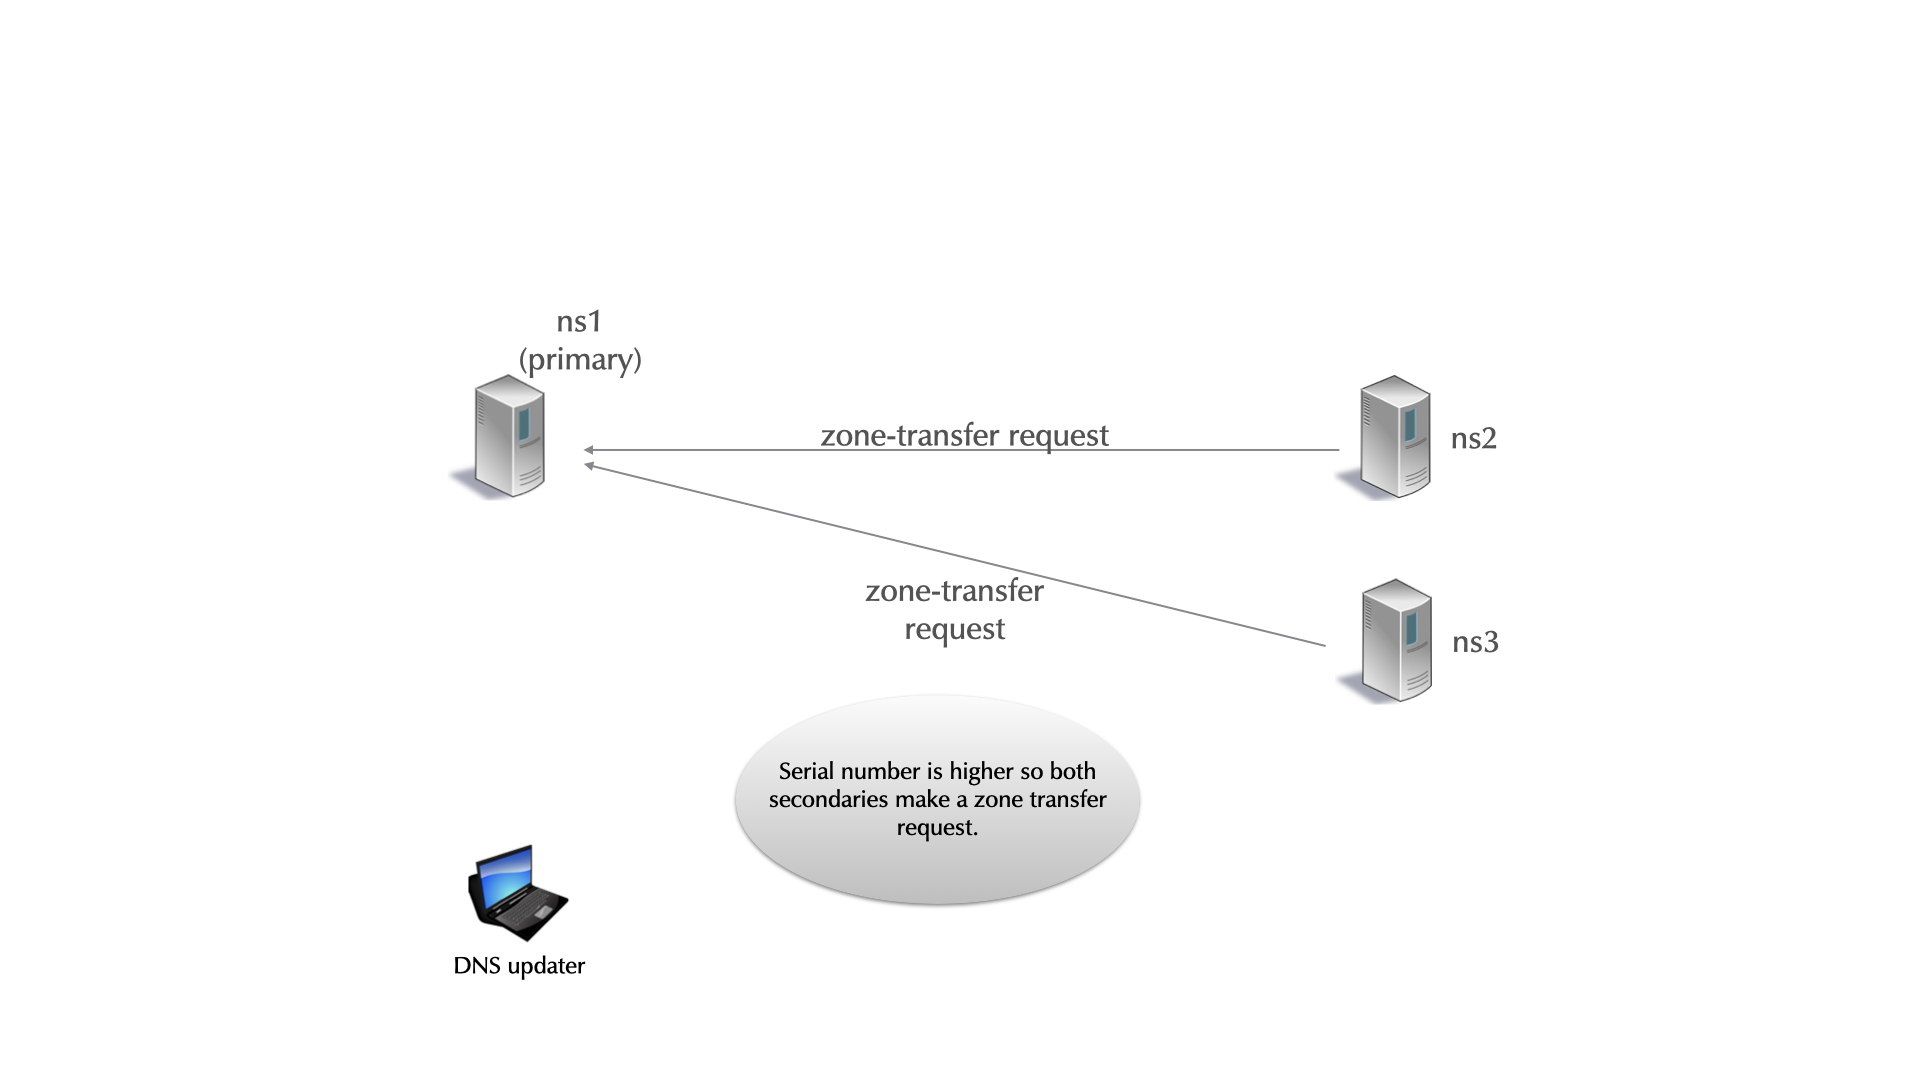 ns1
(primary)
zone-transfer request
ns2
zone-transfer
request
ns3
Serial number is higher so both
secondaries make a zone transfer
request.
DNS updater